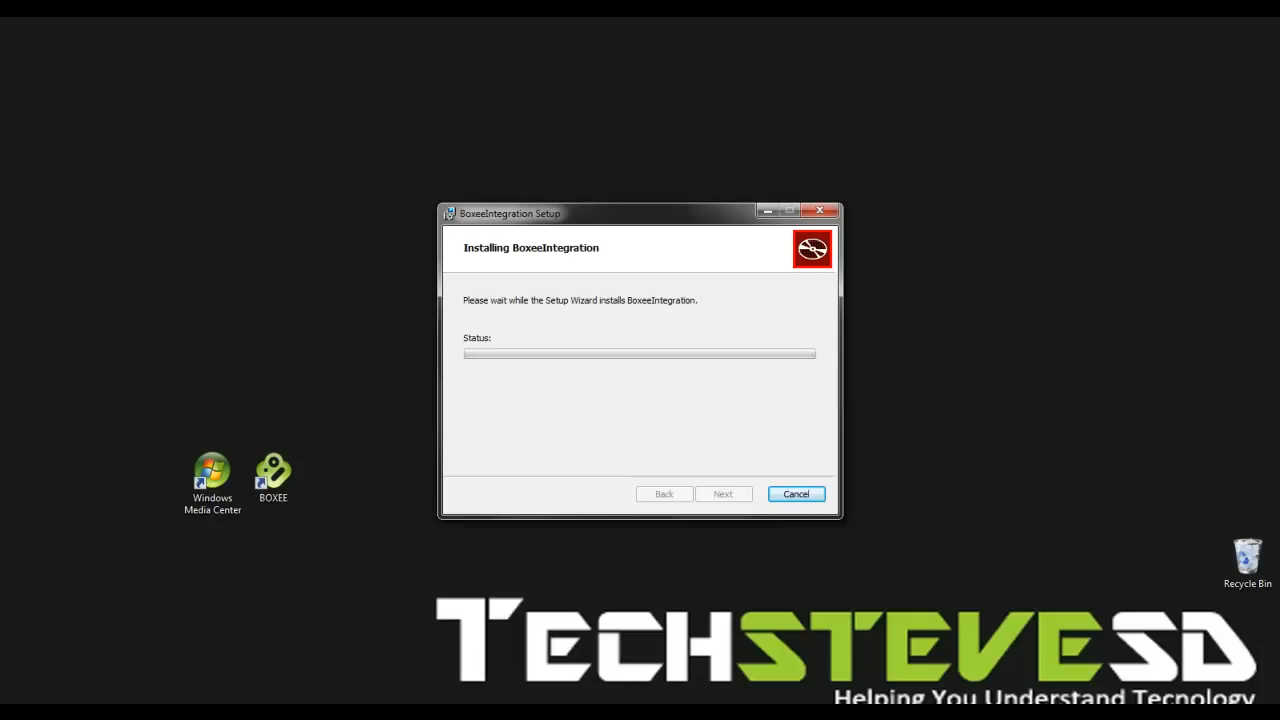 BoxeeIntegration Setup
Installing BoxeeIntegration
Please wait while the Setup Wizard installs BoxeeIntegration.
Status:
Back Next Cancel
Windows
Media Center
BOXEE
Recycle Bin
TECHSTEVESD
Helping You Understand Tecnology